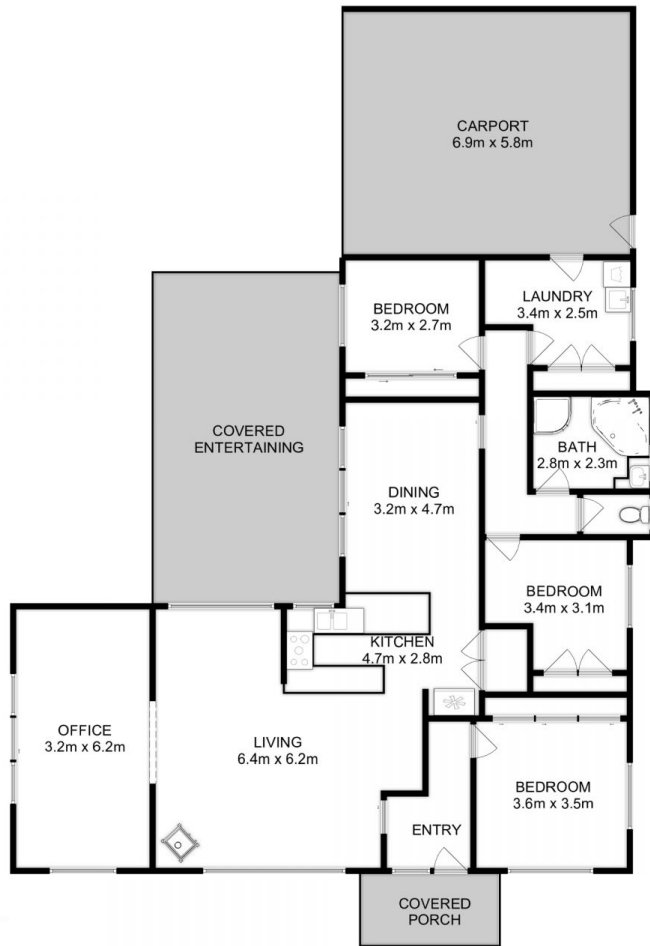 CARPORT
6.9m x 5.8m
BEDROOM
3.2m x 2.7m
LAUNDRY
3.4m x 2.5m
COVERED
ENTERTAINING
BATH
2.8m x 2.3m
DINING
3.2m x 4.7m
BEDROOM
3.4m x 3.1m
KITCHEN
4.7m x 2.8m
OFFICE
3.2m x 6.2m
LIVING
6.4m x 6.2m
BEDROOM
3.6m x 3.5m
ENTRY
COVERED
PORCH